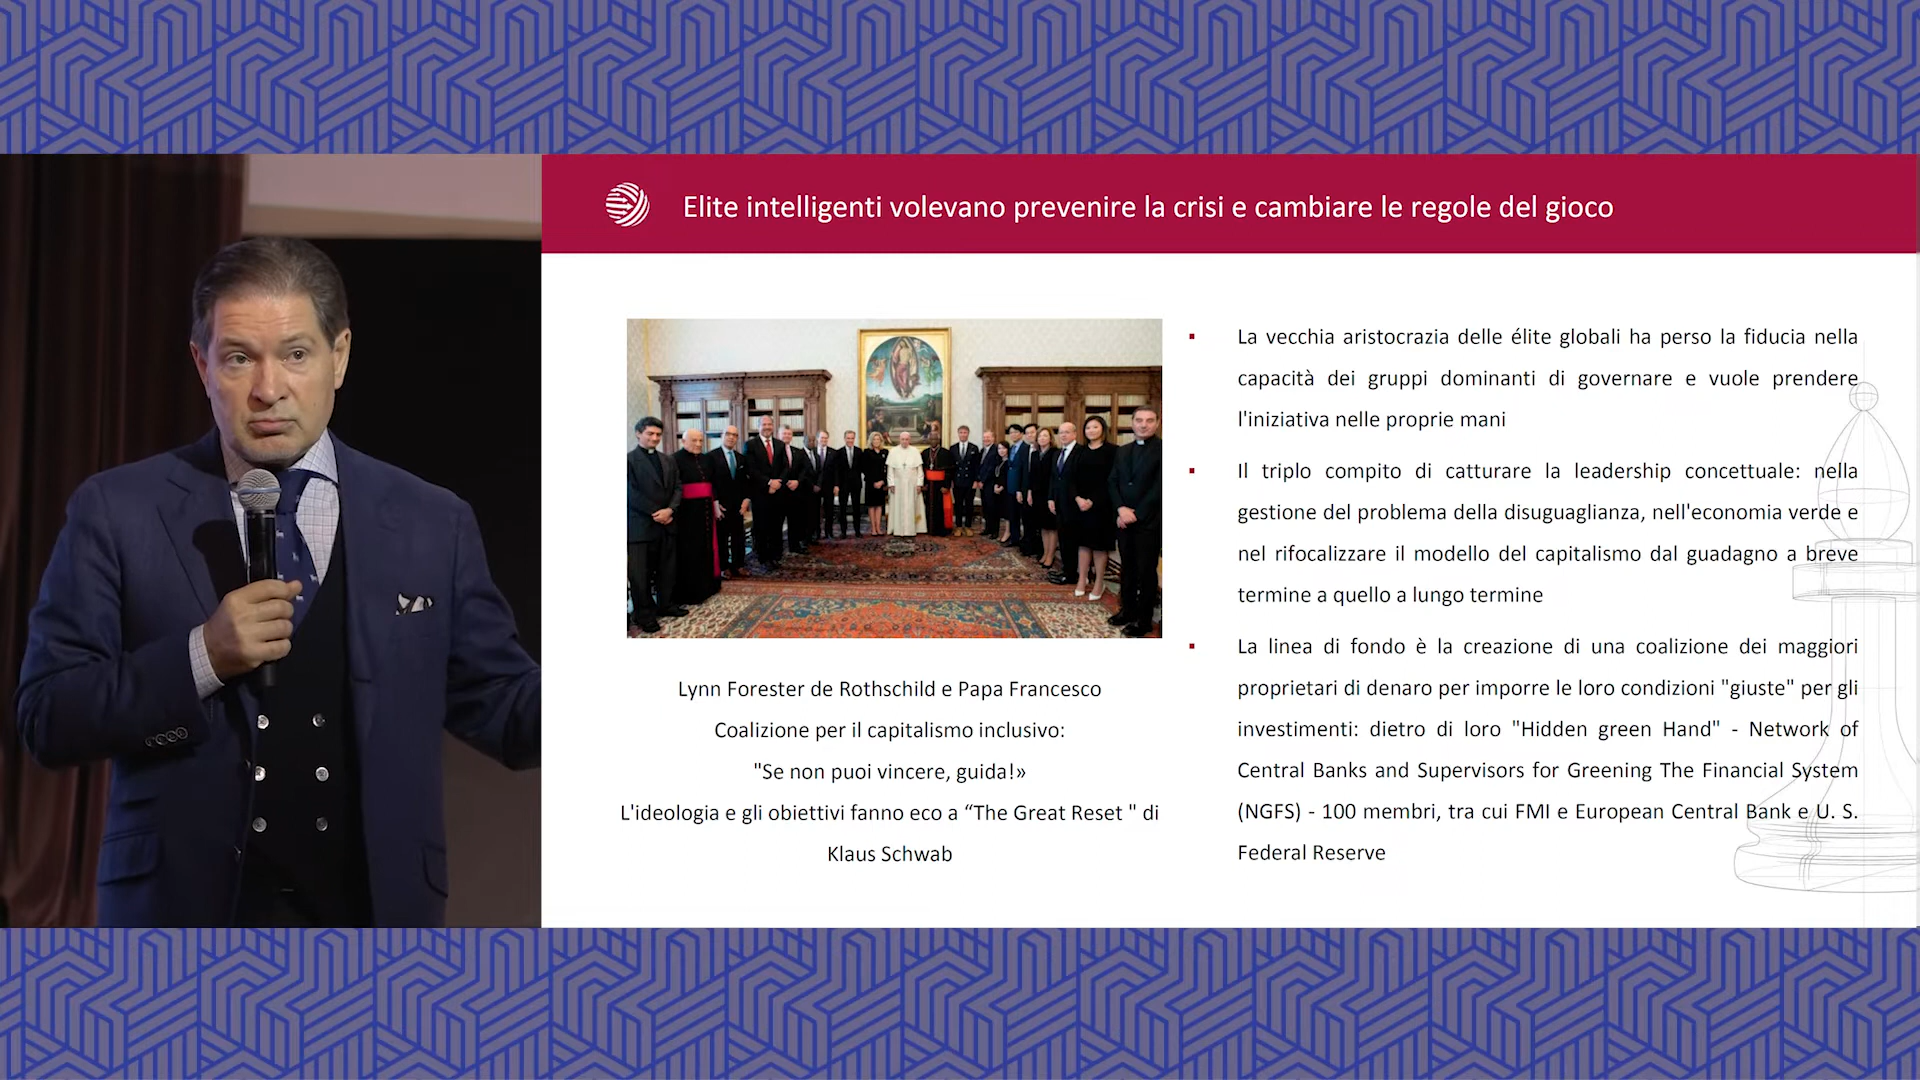 Elite intelligenti volevano prevenire la crisi e cambiare le regole del gioco
Lynn Forester de Rothschild e Papa Francesco
Coalizione per il capitalismo inclusivo:
"Se non puoi vincere, guida!»
L'ideologia e gli obiettivi fanno eco a “The Great Reset " di
Klaus Schwab
La vecchia aristocrazia delle élite globali ha perso la fiducia nella
capacità dei gruppi dominanti di governare e vuole prendere
l'iniziativa nelle proprie mani
Il triplo compito di catturare la leadership concettuale: nella
gestione del problema della disuguaglianza, nell'economia verde e
nel rifocalizzare il modello del capitalismo dal guadagno a breve
termine a quello a lungo termine
La linea di fondo è la creazione di una coalizione dei maggiori
proprietari di denaro per imporre le loro condizioni "giuste" per gli
investimenti: dietro di loro "Hidden green Hand" - Network of
Central Banks and Supervisors for Greening The Financial System
(NGFS) - 100 membri, tra cui FMI e European Central Bank e U. S.
Federal Reserve